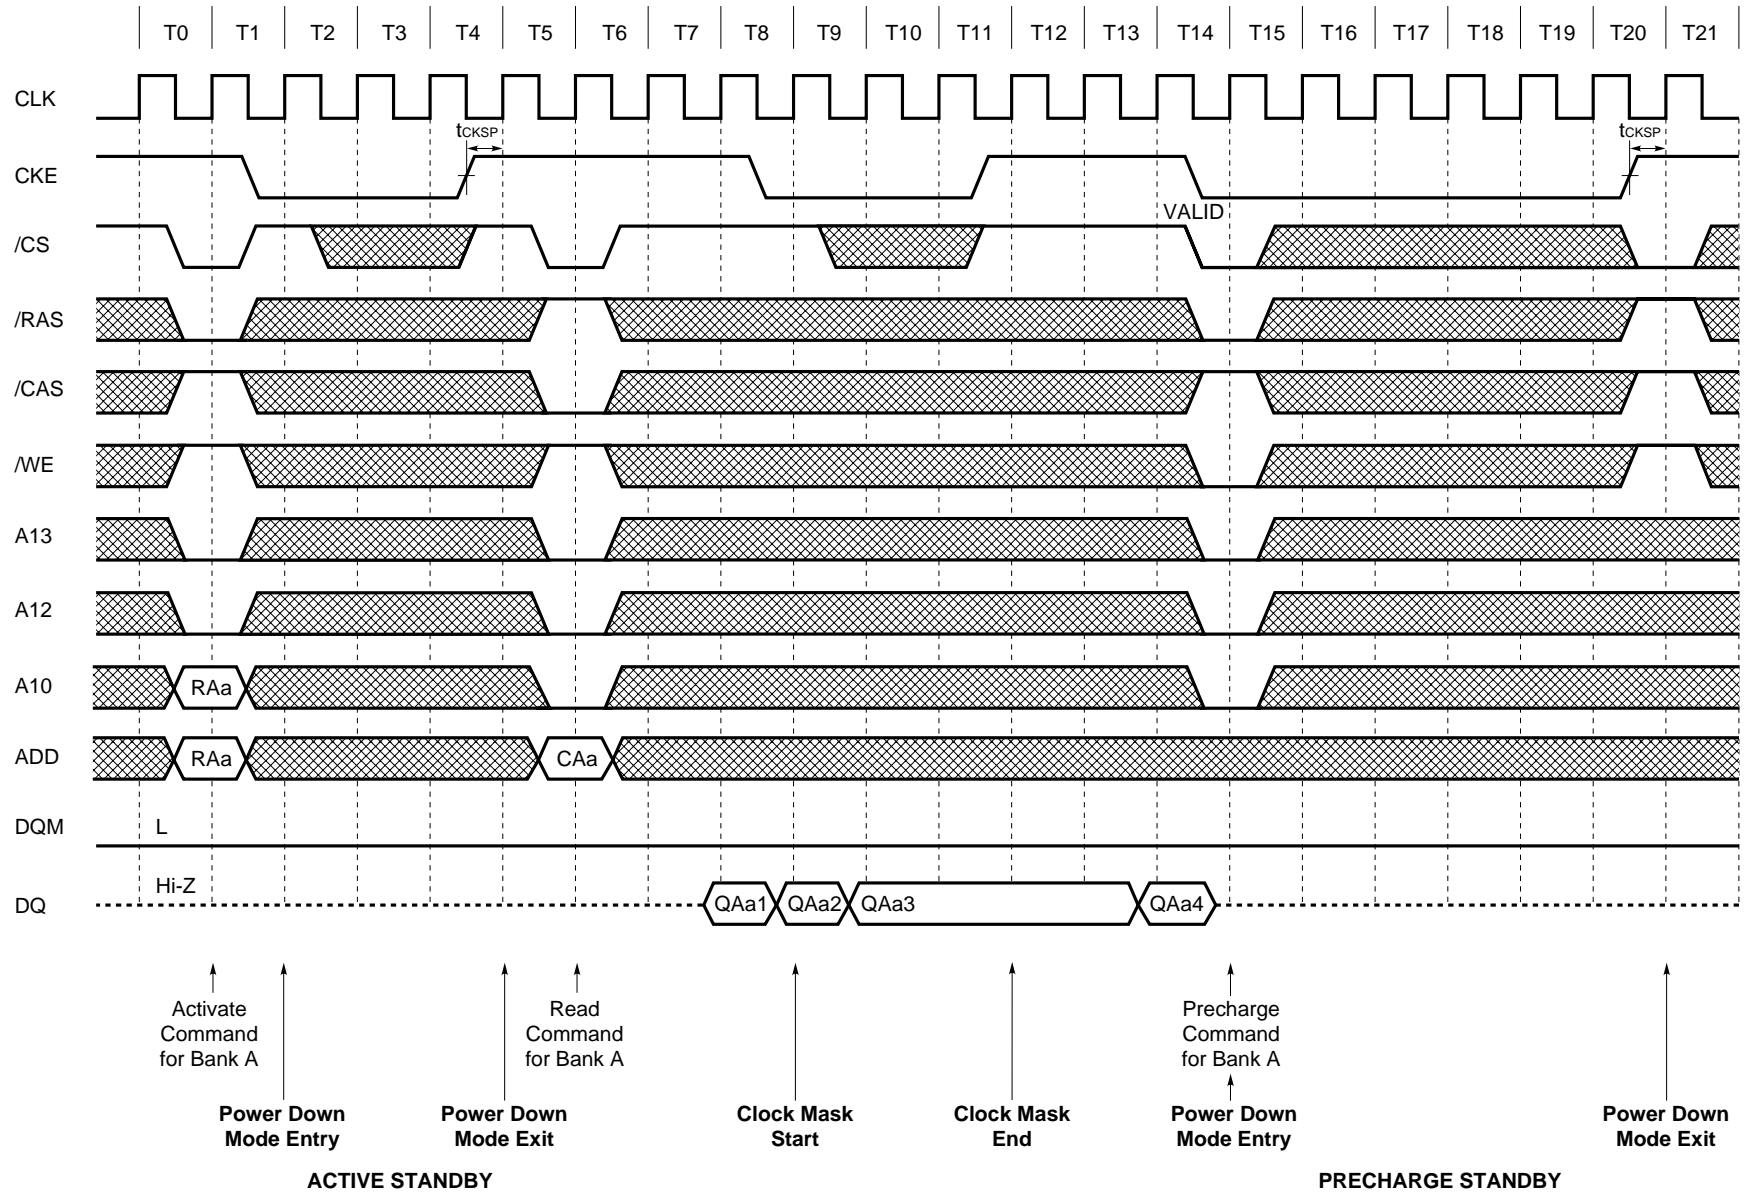 T0 T1 T2 T3 T4 T5 T6 T7 T8 T9 T10 T11 T12 T13 T14 T15 T16 T17 T18 T19 T20 T21
CLK
tCKSP tCKSP
CKE
VALID
/CS
/RAS
/CAS
/WE
A13
A12
A10 RAa
ADD RAa CAa
DQM L
Hi-Z
DQ QAa1 QAa2 QAa3 QAa4
Activate
Command
for Bank A
Read
Command
for Bank A
Precharge
Command
for Bank A
Power Down
Mode Entry
Power Down
Mode Exit
Clock Mask
Start
Clock Mask
End
Power Down
Mode Entry
Power Down
Mode Exit
ACTIVE STANDBY PRECHARGE STANDBY